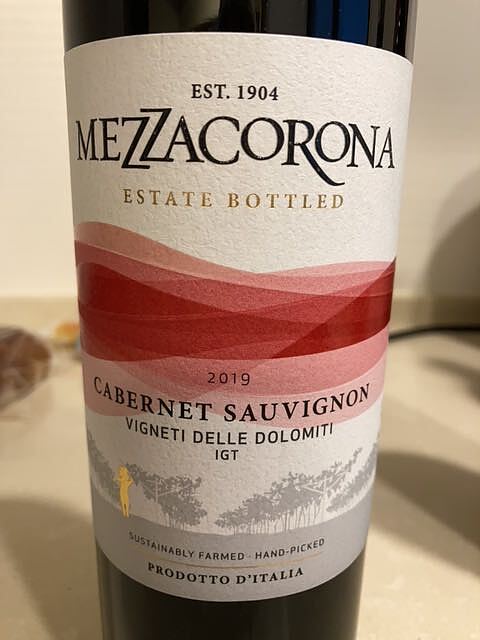 EST. 1904
MEZZACORONA
ESTATE BOTTLED
2019
CABERNET SAUVIGNON
VIGNETI DELLE DOLOMITI
IGT
SUSTAINABLY FARMED · HAND-PICKED
PRODOTTO D'ITALIA